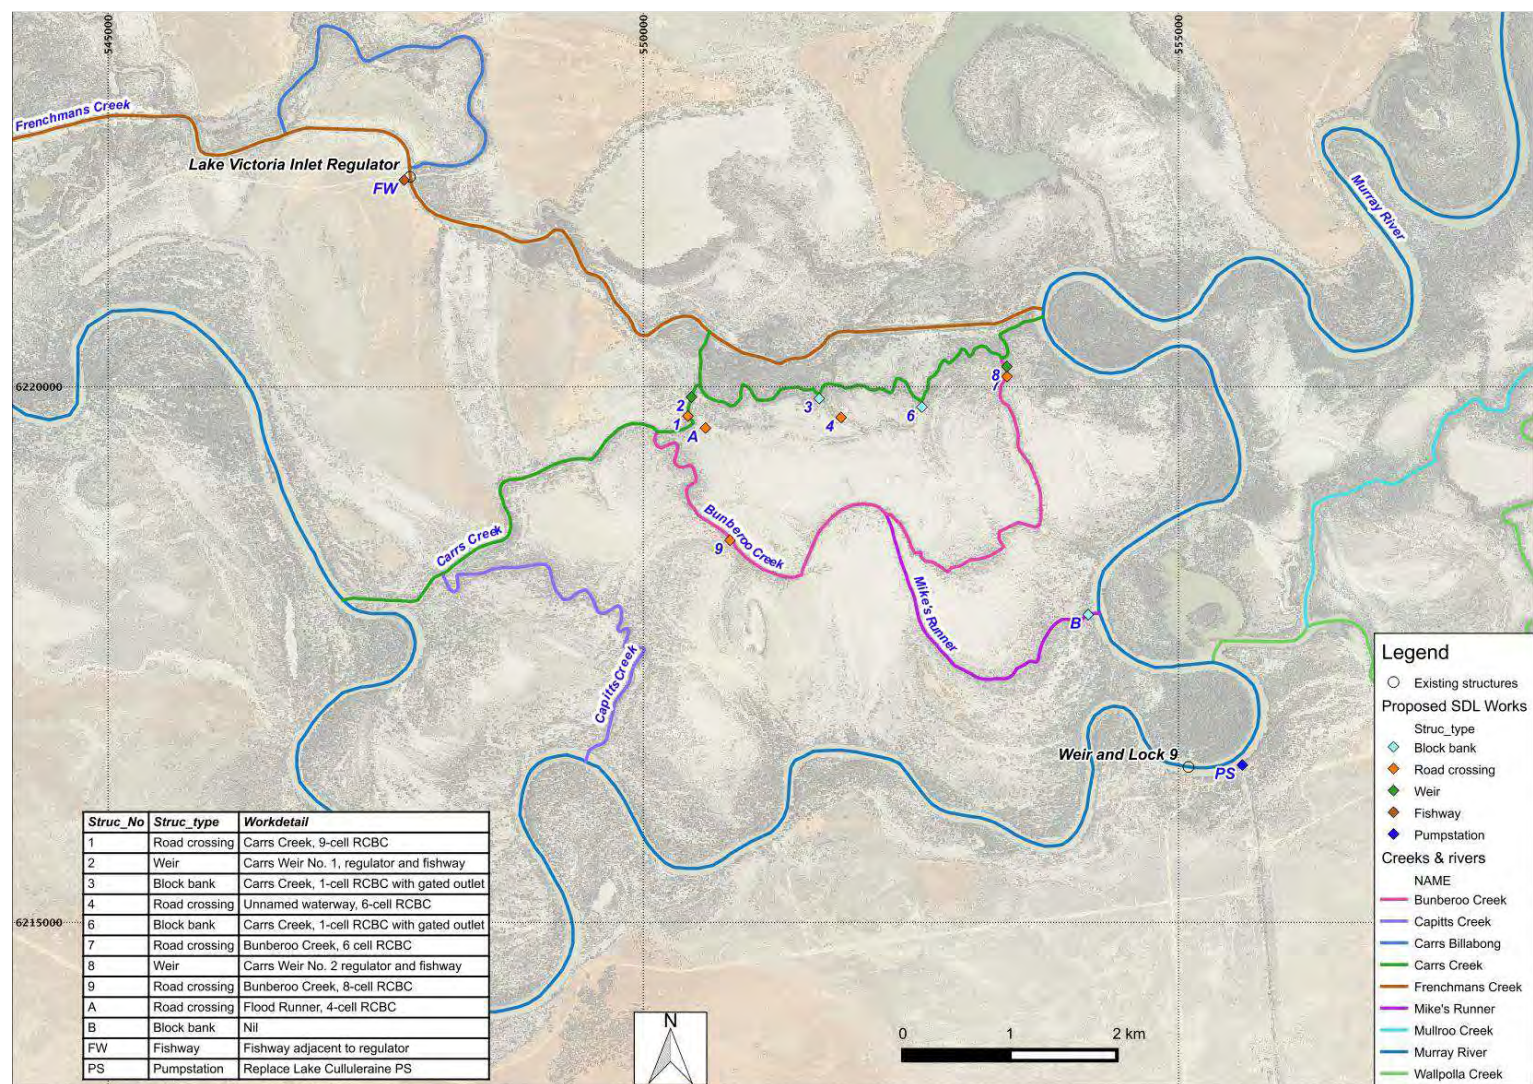 545000
550000
555000
Frenchmans Creek
Lake Victoria Inlet Regulator
FW
Murray River
6220000
8
7
2
3
6
1
4
A
Carrs Creek
Bunberoo Creek
9
Mike's Runner
B
Capitts Creek
Weir and Lock 9
PS
6215000
Struc_No Struc_type Workdetail
1 Road crossing Carrs Creek, 9-cell RCBC
2 Weir Carrs Weir No. 1, regulator and fishway
3 Block bank Carrs Creek, 1-cell RCBC with gated outlet
4 Road crossing Unnamed waterway, 6-cell RCBC
6 Block bank Carrs Creek, 1-cell RCBC with gated outlet
7 Road crossing Bunberoo Creek, 6 cell RCBC
8 Weir Carrs Weir No. 2 regulator and fishway
9 Road crossing Bunberoo Creek, 8-cell RCBC
A Road crossing Flood Runner, 4-cell RCBC
B Block bank Nil
FW Fishway Fishway adjacent to regulator
PS Pumpstation Replace Lake Culluleraine PS
N
0 1 2 km
Legend
Existing structures
Proposed SDL Works
Struc_type
Block bank
Road crossing
Weir
Fishway
Pumpstation
Creeks & rivers
NAME
Bunberoo Creek
Capitts Creek
Carrs Billabong
Carrs Creek
Frenchmans Creek
Mike's Runner
Mullroo Creek
Murray River
Wallpolla Creek